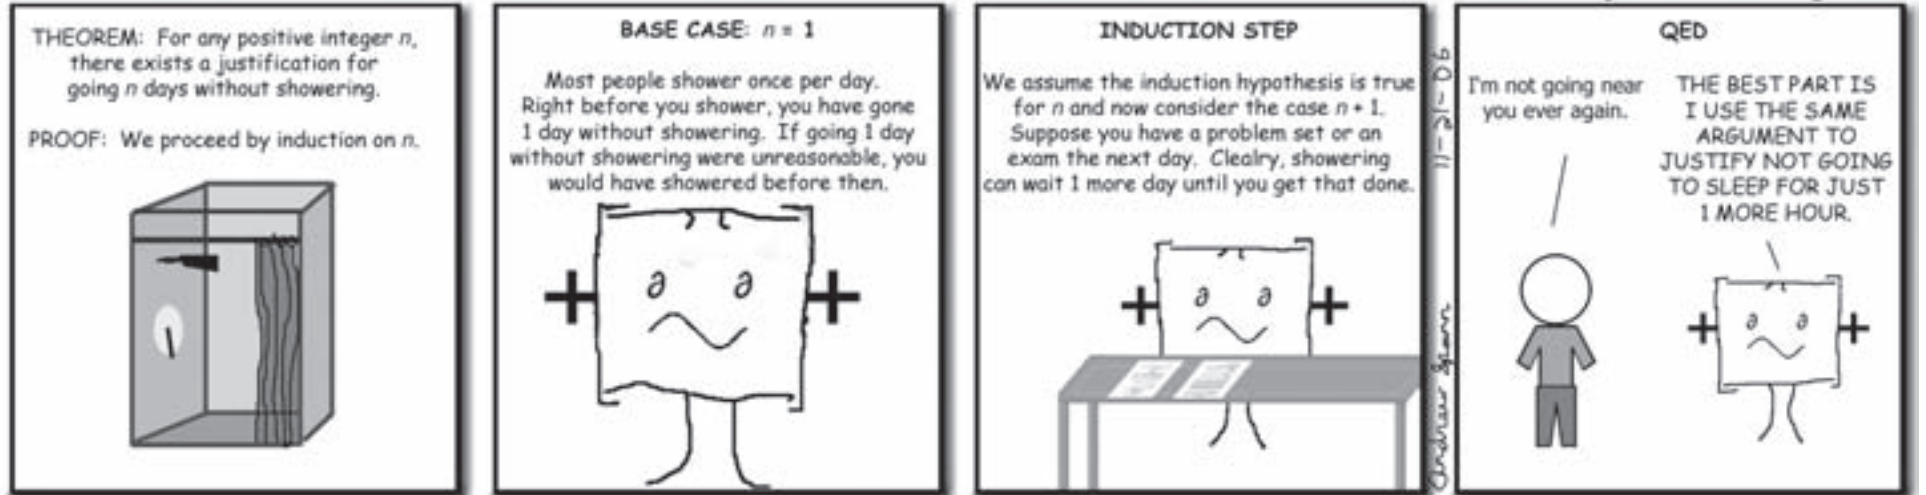 THEOREM: For any positive integer n,
there exists a justification for
going n days without showering.
PROOF: We proceed by induction on n.
BASE CASE: n = 1
Most people shower once per day.
Right before you shower, you have gone
1 day without showering. If going 1 day
without showering were unreasonable, you
would have showered before then.
INDUCTION STEP
We assume the induction hypothesis is true
for n and now consider the case n + 1.
Suppose you have a problem set or an
exam the next day. Clealry, showering
can wait 1 more day until you get that done.
11-21-06
Andrew Spann
QED
I'm not going near
you ever again.
THE BEST PART IS
I USE THE SAME
ARGUMENT TO
JUSTIFY NOT GOING
TO SLEEP FOR JUST
1 MORE HOUR.